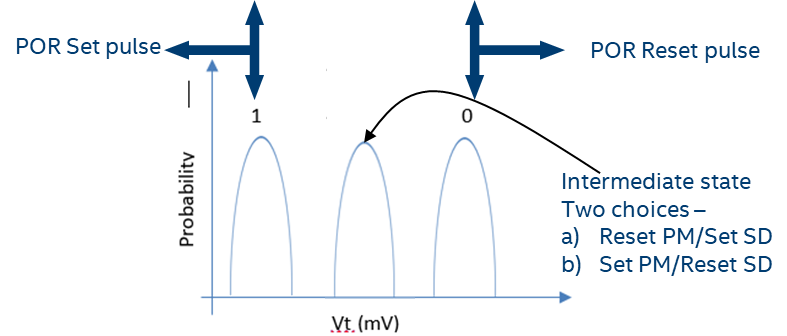 POR Set pulse
POR Reset pulse
1
0
Probability
Intermediate state
Two choices –
a) Reset PM/Set SD
b) Set PM/Reset SD
Vt (mV)